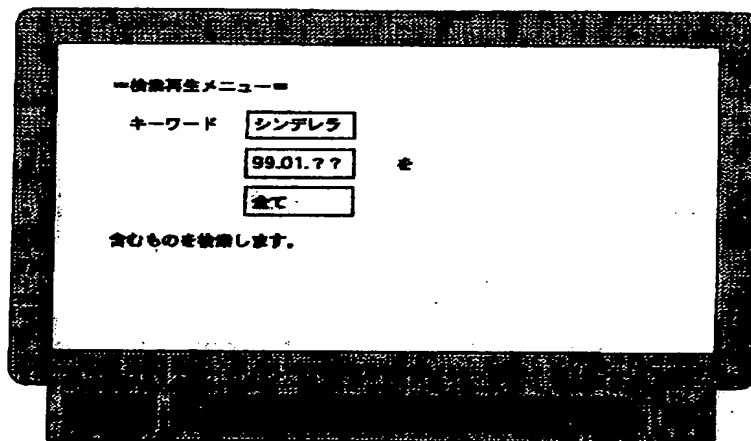 =検索再生メニュー=
キーワード シンデレラ
99.01.?? を
全て
含むものを検索します。